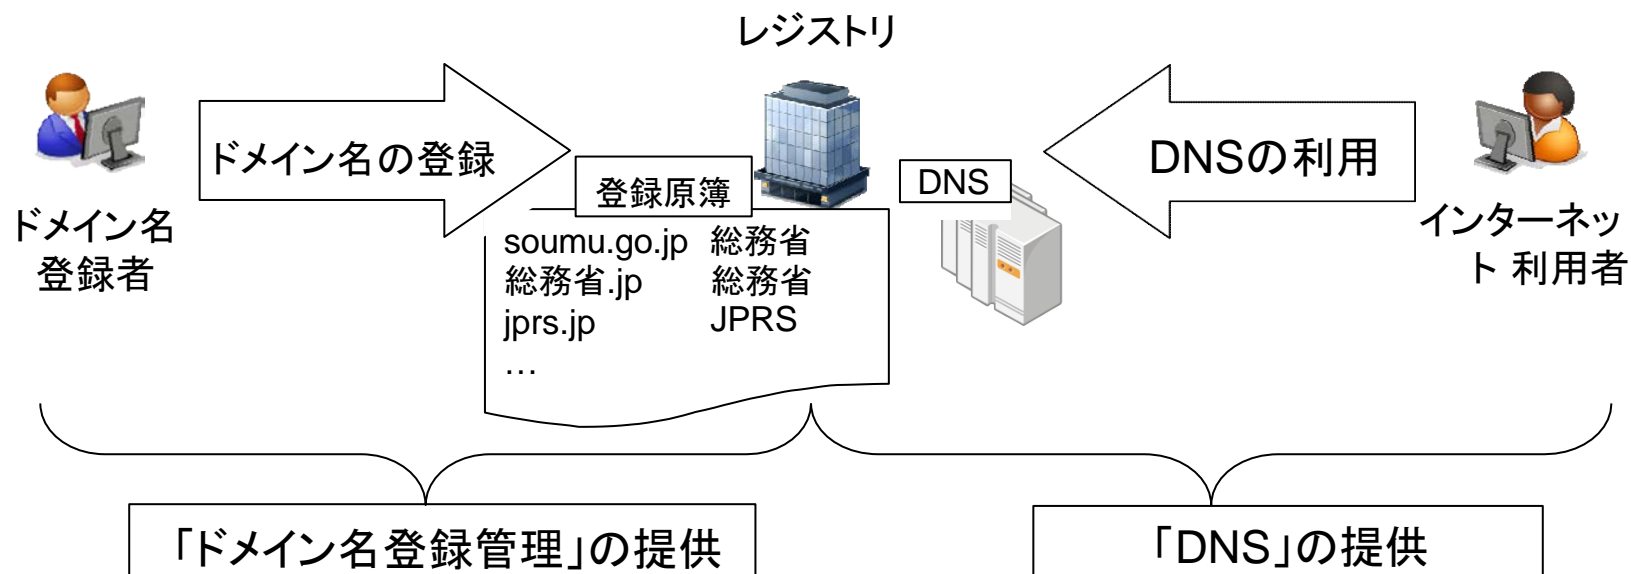 レジストリ
ドメイン名の登録
DNSの利用
登録原簿
DNS
ドメイン名
登録者
インターネッ
ト 利用者
soumu.go.jp 総務省
総務省.jp 総務省
jprs.jp JPRS
…
「ドメイン名登録管理」の提供
「DNS」の提供